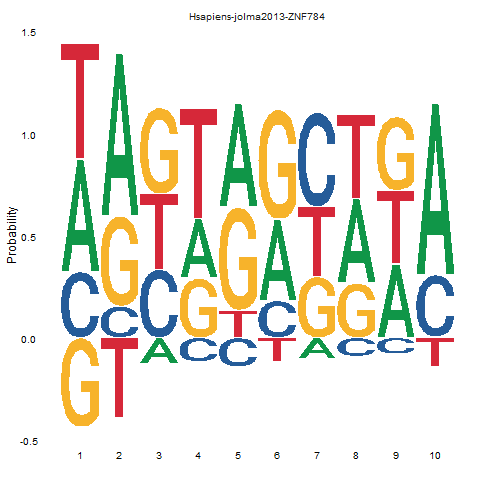 Hsapiens-jolma2013-ZNF784
1.5
1.0
0.5
0.0
-0.5
Probability
T A G T A G C T G A
A G T A G A T A T C
C C C G T C G G A T
G T A C C T A C C
1 2 3 4 5 6 7 8 9 10